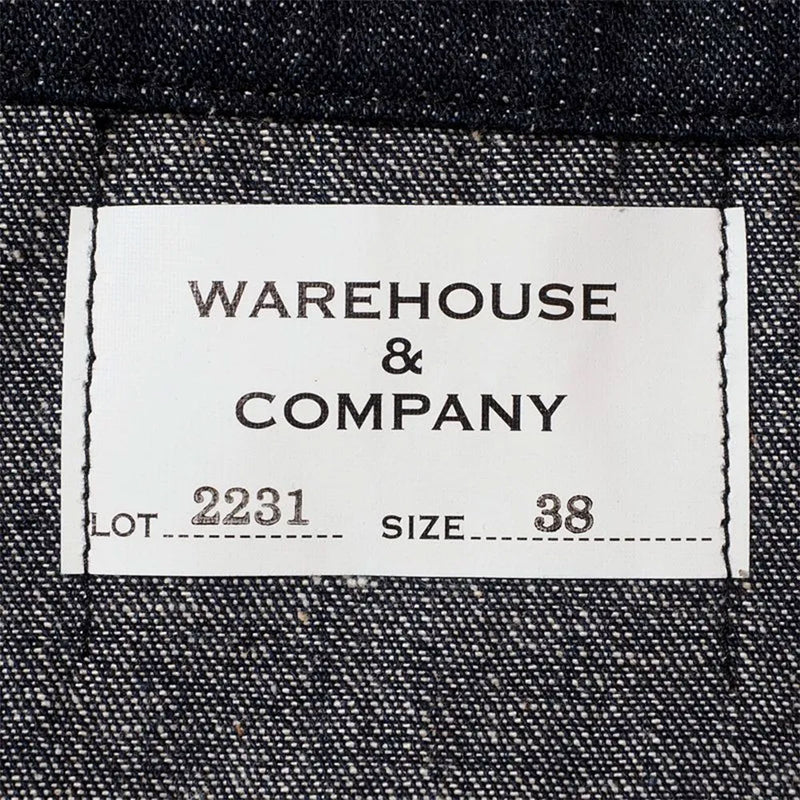 WAREHOUSE
&
COMPANY
LOT 2231 SIZE 38